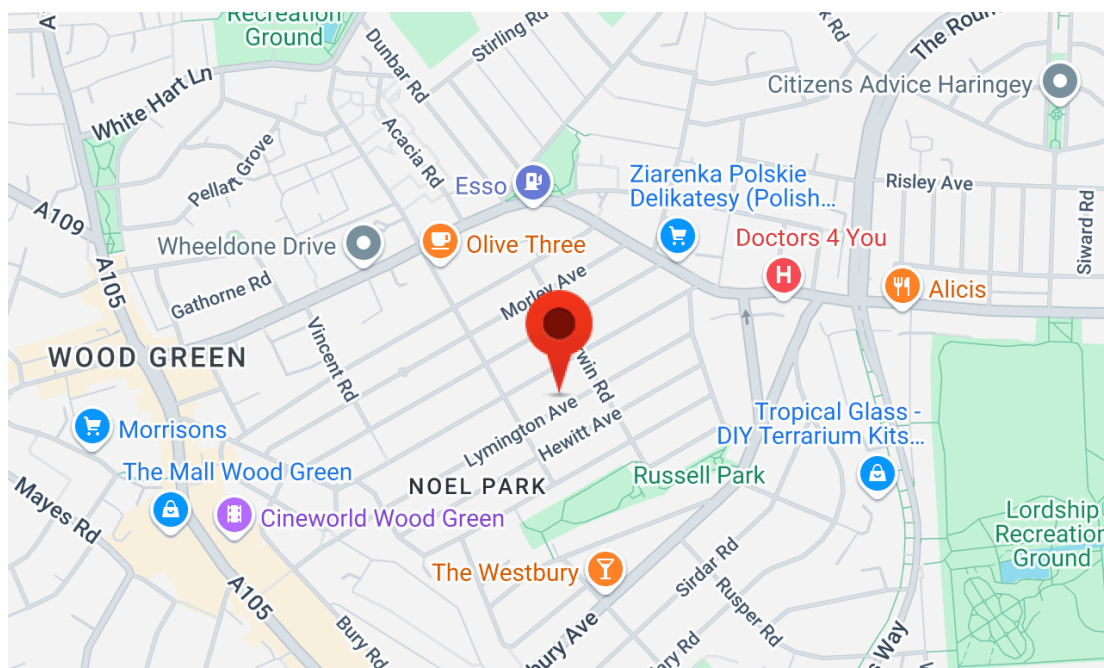 Recreation
Ground
Stirling Rd
Dunbar Rd
The Roun
White Hart Ln
Citizens Advice Haringey
Acacia Rd
Pellatt Grove
Esso
Ziarenka Polskie
Delikatesy (Polish...
Risley Ave
A109
Siward Rd
Wheeldone Drive
Olive Three
Doctors 4 You
A105
Gathorne Rd
Morley Ave
Alicis
Vincent Rd
WOOD GREEN
win Rd
Lymington Ave
Hewitt Ave
Tropical Glass -
DIY Terrarium Kits...
Morrisons
The Mall Wood Green
NOEL PARK
Russell Park
Mayes Rd
Cineworld Wood Green
Lordship
Recreation
Ground
The Westbury
Sirdar Rd
A105
Rusper Rd
Bury Rd
bury Ave
ary Rd
s Way